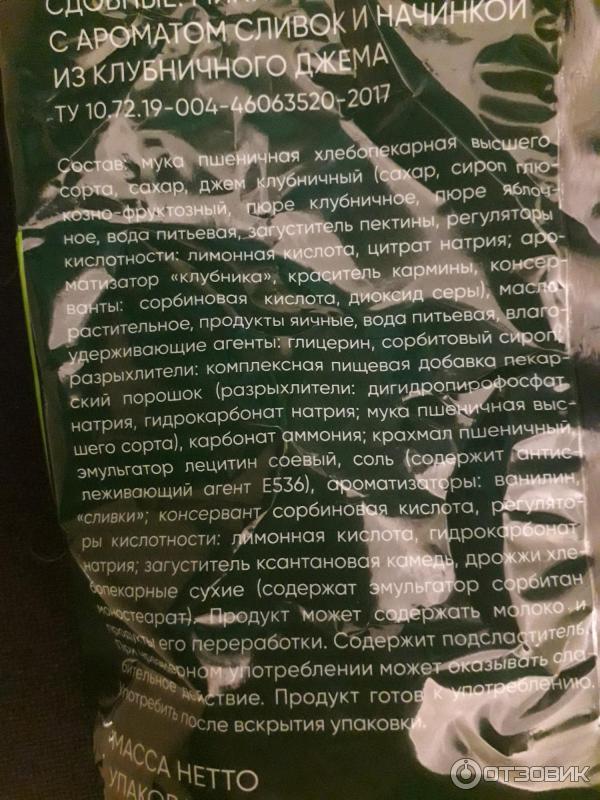 СДОБНЫЕ.
С АРОМАТОМ СЛИВОК И НАЧИНКОЙ
ИЗ КЛУБНИЧНОГО ДЖЕМА
ТУ 10.72.19-004-46063520-2017
Состав: мука пшеничная хлебопекарная высшего
сорта, сахар, джем клубничный (сахар, сироп глю-
козно-фруктозный, пюре клубничное, пюре яблоч-
ное, вода питьевая, загуститель пектины, регуляторы
кислотности: лимонная кислота, цитрат натрия; аро-
матизатор «клубника», краситель кармины, консер-
ванты: сорбиновая кислота, диоксид серы), масло
растительное, продукты яичные, вода питьевая, влаго-
удерживающие агенты: глицерин, сорбитовый сироп;
разрыхлители: комплексная пищевая добавка пекар-
ский порошок (разрыхлители: дигидропирофосфат
натрия, гидрокарбонат натрия; мука пшеничная выс-
шего сорта), карбонат аммония; крахмал пшеничный,
эмульгатор лецитин соевый, соль (содержит антис-
леживающий агент Е536), ароматизаторы: ванилин,
«сливки»; консервант сорбиновая кислота, регулято-
ры кислотности: лимонная кислота, гидрокарбонат
натрия; загуститель ксантановая камедь, дрожжи хле-
бопекарные сухие (содержат эмульгатор сорбитан
моностеарат). Продукт может содержать молоко и
продукты его переработки. Содержит подсластитель.
При чрезмерном употреблении может оказывать сла-
бительное действие. Продукт готов к употреблению.
Употребить после вскрытия упаковки.
МАССА НЕТТО
УПАКОВ
ОТЗОВИК